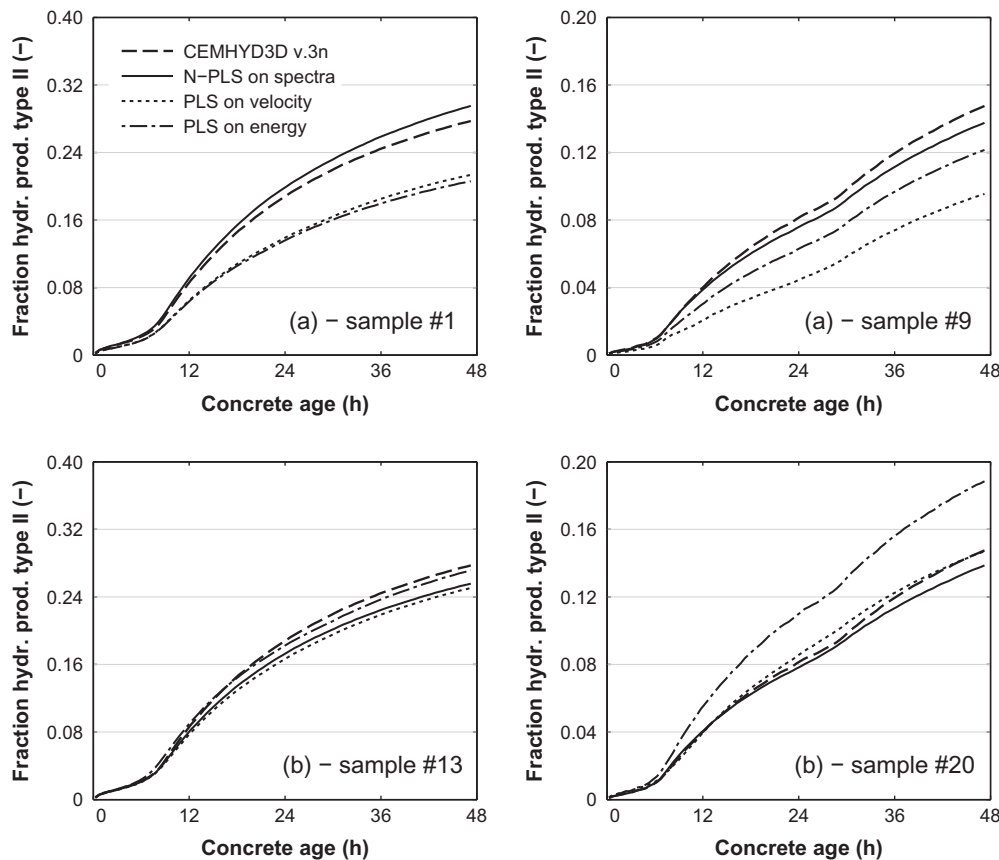 Fraction hydr. prod. type II (−)
0.40
0.32
0.24
0.16
0.08
0
CEMHYD3D v.3n
N−PLS on spectra
PLS on velocity
PLS on energy
(a) − sample #1
0 12 24 36 48
Concrete age (h)
Fraction hydr. prod. type II (−)
0.20
0.16
0.12
0.08
0.04
0
(a) − sample #9
0 12 24 36 48
Concrete age (h)
Fraction hydr. prod. type II (−)
0.40
0.32
0.24
0.16
0.08
0
(b) − sample #13
0 12 24 36 48
Concrete age (h)
Fraction hydr. prod. type II (−)
0.20
0.16
0.12
0.08
0.04
0
(b) − sample #20
0 12 24 36 48
Concrete age (h)